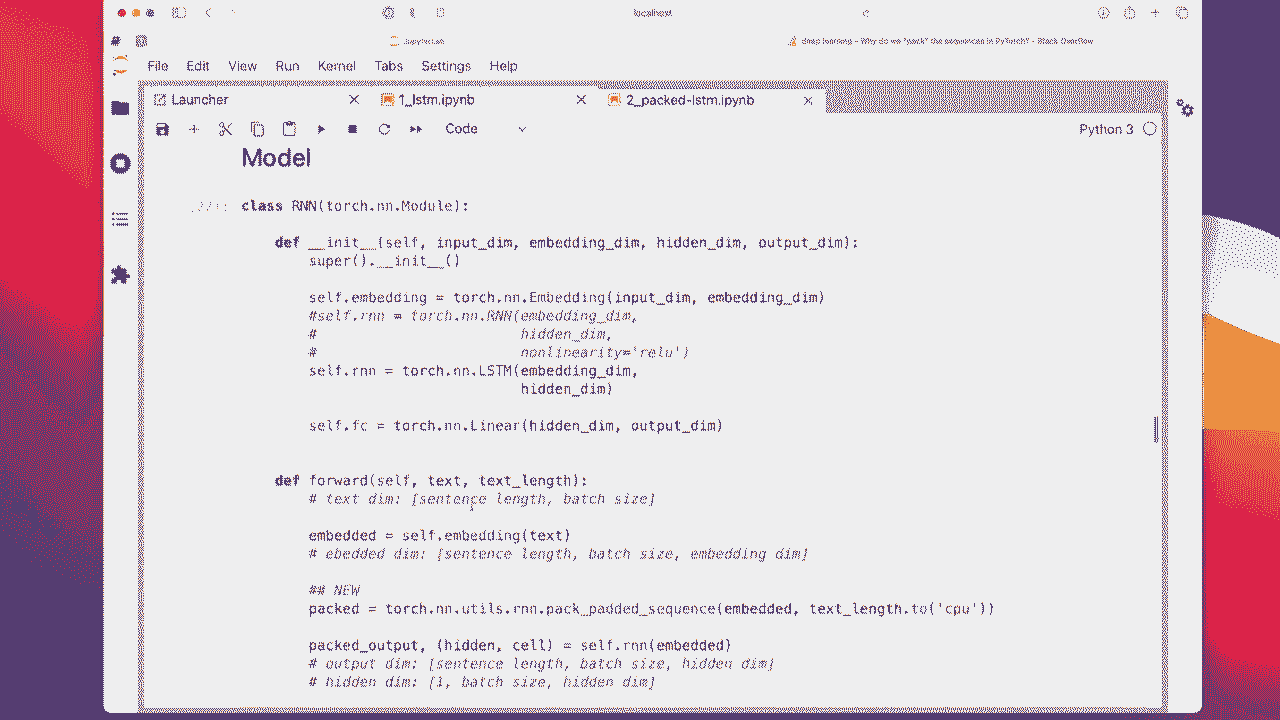 localhost
deep learning - Why do we "pack" the sequences in PyTorch? - Stack Overflow
File Edit View Run Kernel Tabs Settings Help
Launcher 1_lstm.ipynb 2_packed-lstm.ipynb
Code Python 3
Model
class RNN(torch.nn.Module):
def __init__(self, input_dim, embedding_dim, hidden_dim, output_dim):
super().__init__()
self.embedding = torch.nn.Embedding(input_dim, embedding_dim)
#self.rnn = torch.nn.RNN(embedding_dim,
# hidden_dim,
# nonlinearity='relu')
self.rnn = torch.nn.LSTM(embedding_dim,
hidden_dim)
self.fc = torch.nn.Linear(hidden_dim, output_dim)
def forward(self, text, text_length):
# text dim: [sentence length, batch size]
embedded = self.embedding(text)
# ebedded dim: [sentence length, batch size, embedding dim]
## NEW
packed = torch.nn.utils.rnn.pack_padded_sequence(embedded, text_length.to('cpu'))
packed_output, (hidden, cell) = self.rnn(embedded)
# output dim: [sentence length, batch size, hidden dim]
# hidden dim: [1, batch size, hidden dim]